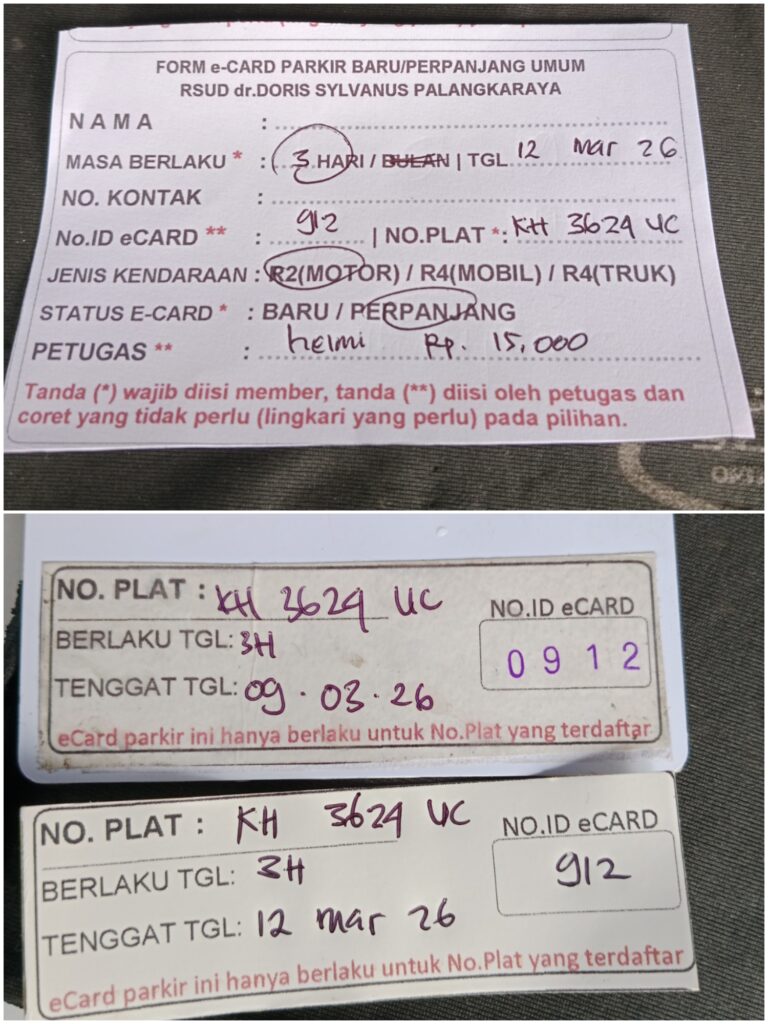 FORM e-CARD PARKIR BARU/PERPANJANG UMUM
RSUD dr.DORIS SYLVANUS PALANGKARAYA
N A M A :
MASA BERLAKU * : 3 HARI / BULAN | TGL 12 Mar 26
NO. KONTAK :
No.ID eCARD ** : 912 | NO.PLAT *: KH 3624 UC
JENIS KENDARAAN : R2(MOTOR) / R4(MOBIL) / R4(TRUK)
STATUS E-CARD * : BARU / PERPANJANG
PETUGAS ** : helmi Rp. 15,000
Tanda (*) wajib diisi member, tanda (**) diisi oleh petugas dan
coret yang tidak perlu (lingkari yang perlu) pada pilihan.
NO. PLAT : KH 3624 UC
NO.ID eCARD
BERLAKU TGL: 3H
0912
TENGGAT TGL: 09 . 03 . 26
eCard parkir ini hanya berlaku untuk No.Plat yang terdaftar
NO. PLAT : KH 3624 UC
NO.ID eCARD
BERLAKU TGL: 3H
912
TENGGAT TGL: 12 mar 26
eCard parkir ini hanya berlaku untuk No.Plat yang terdaftar